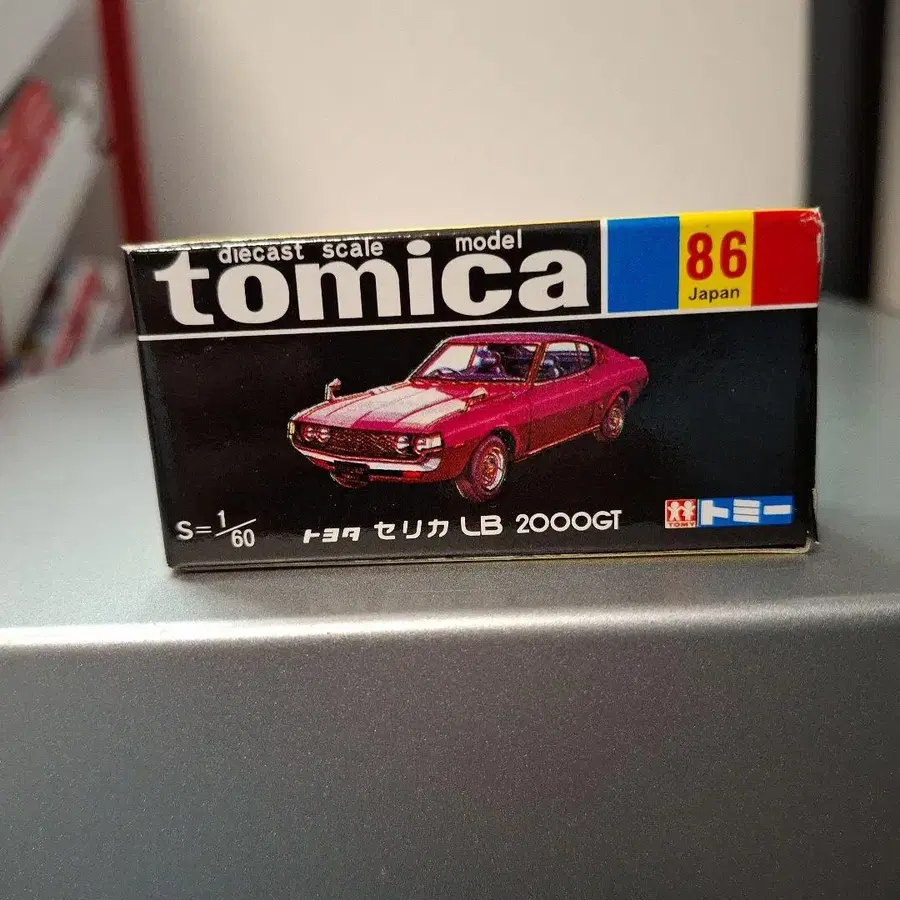 diecast scale model
tomica
86
Japan
S=1/60
トヨタ セリカ LB 2000GT
TOMY
トミー